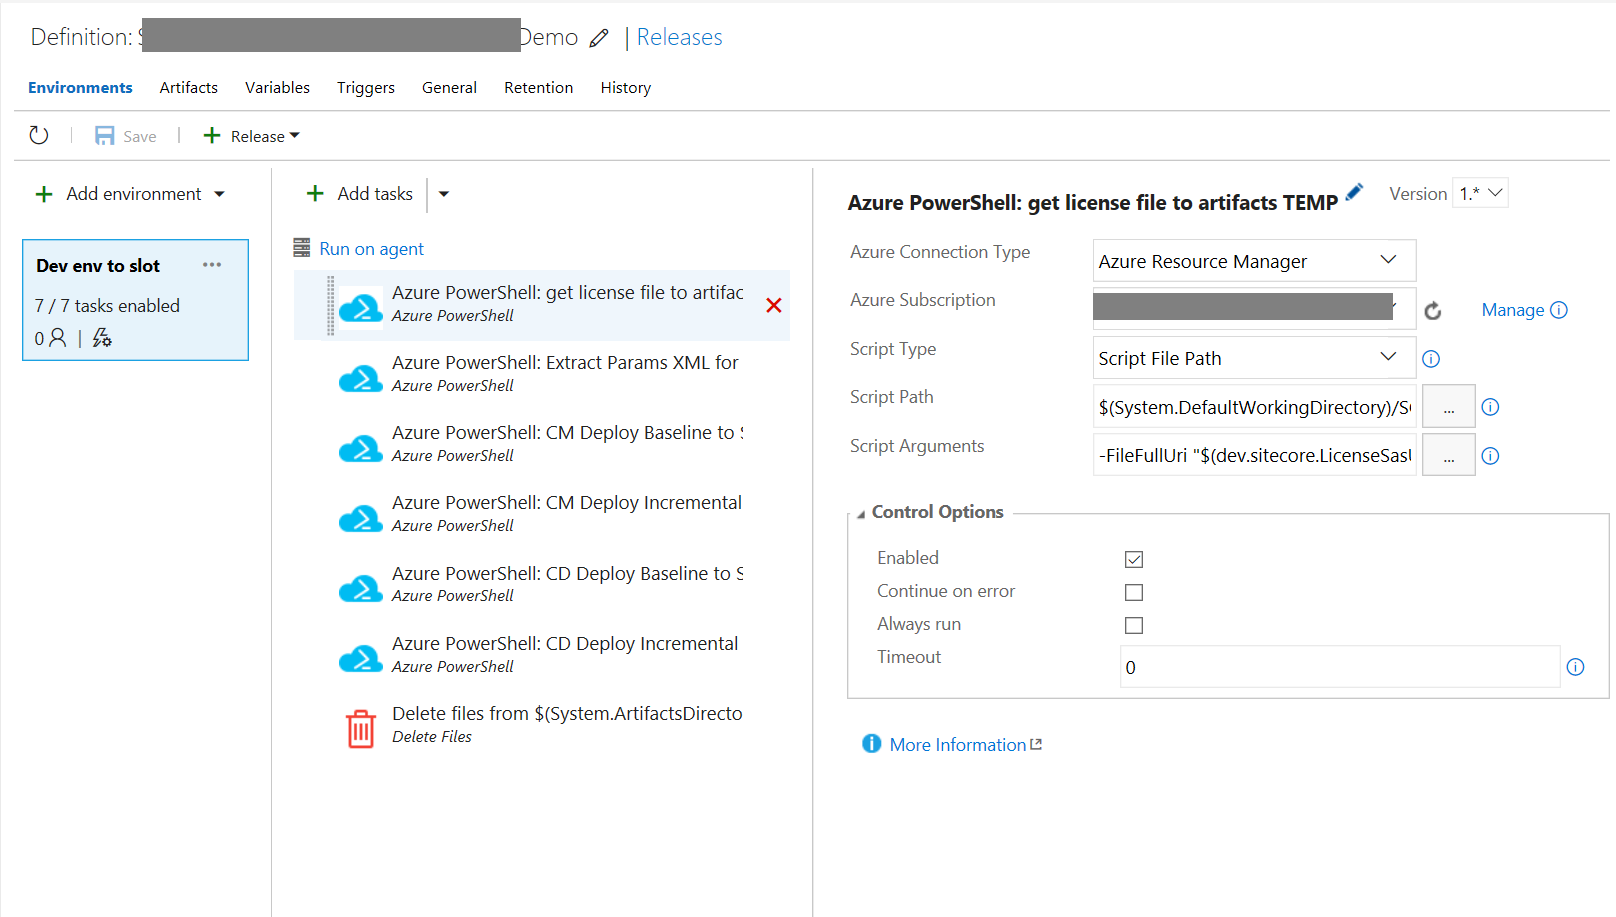 Definition: Demo | Releases
Environments Artifacts Variables Triggers General Retention History
Save Release
Add environment
Dev env to slot ...
7 / 7 tasks enabled
0
Add tasks
Run on agent
Azure PowerShell: get license file to artifac
Azure PowerShell
Azure PowerShell: Extract Params XML for
Azure PowerShell
Azure PowerShell: CM Deploy Baseline to S
Azure PowerShell
Azure PowerShell: CM Deploy Incremental
Azure PowerShell
Azure PowerShell: CD Deploy Baseline to S
Azure PowerShell
Azure PowerShell: CD Deploy Incremental
Azure PowerShell
Delete files from $(System.ArtifactsDirecto
Delete Files
Azure PowerShell: get license file to artifacts TEMP
Version 1.*
Azure Connection Type Azure Resource Manager
Azure Subscription Manage
Script Type Script File Path
Script Path $(System.DefaultWorkingDirectory)/S ...
Script Arguments -FileFullUri "$(dev.sitecore.LicenseSas ...
Control Options
Enabled
Continue on error
Always run
Timeout 0
More Information